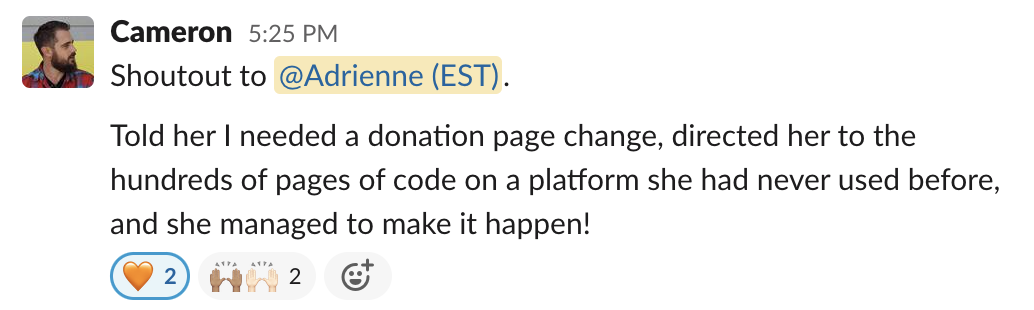 Cameron 5:25 PM
Shoutout to @Adrienne (EST).
Told her I needed a donation page change, directed her to the
hundreds of pages of code on a platform she had never used before,
and she managed to make it happen!
🧡 2 🙌🏽🙌🏻 2